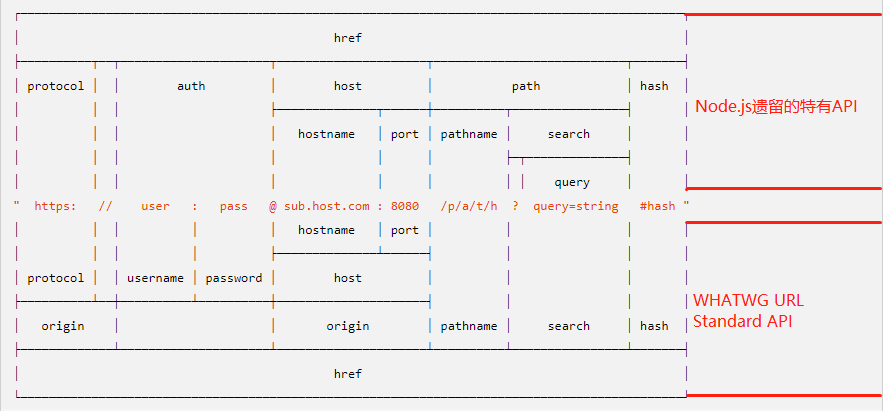 href
protocol auth host path hash
Node.js遗留的特有API
hostname port pathname search
query
" https: // user : pass @ sub.host.com : 8080 /p/a/t/h ? query=string #hash "
hostname port
protocol username password host
WHATWG URL
Standard API
origin origin pathname search hash
href